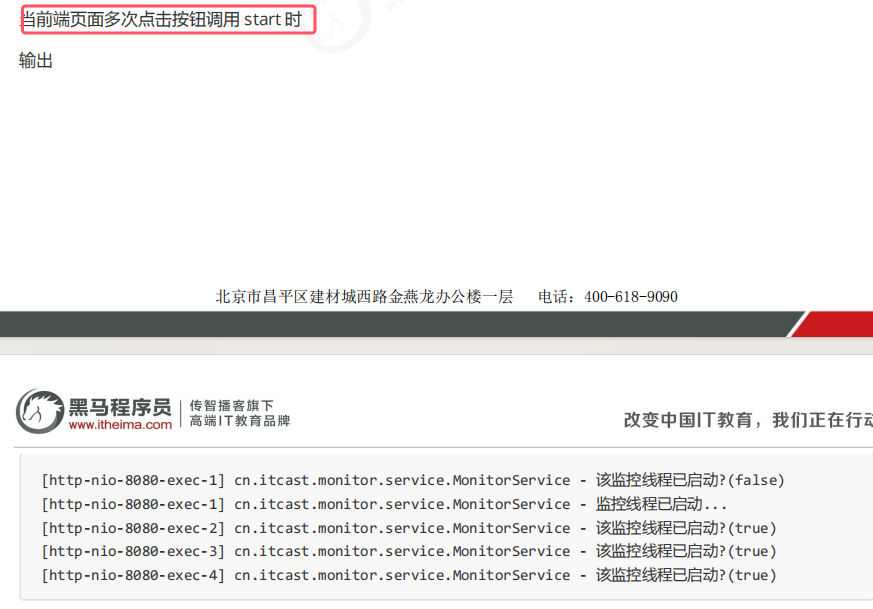 当前端页面多次点击按钮调用 start 时
输出
北京市昌平区建材城西路金燕龙办公楼一层 电话：400-618-9090
黑马程序员
www.itheima.com
传智播客旗下
高端IT教育品牌
改变中国IT教育，我们正在行动
[http-nio-8080-exec-1] cn.itcast.monitor.service.MonitorService - 该监控线程已启动?(false)
[http-nio-8080-exec-1] cn.itcast.monitor.service.MonitorService - 监控线程已启动...
[http-nio-8080-exec-2] cn.itcast.monitor.service.MonitorService - 该监控线程已启动?(true)
[http-nio-8080-exec-3] cn.itcast.monitor.service.MonitorService - 该监控线程已启动?(true)
[http-nio-8080-exec-4] cn.itcast.monitor.service.MonitorService - 该监控线程已启动?(true)